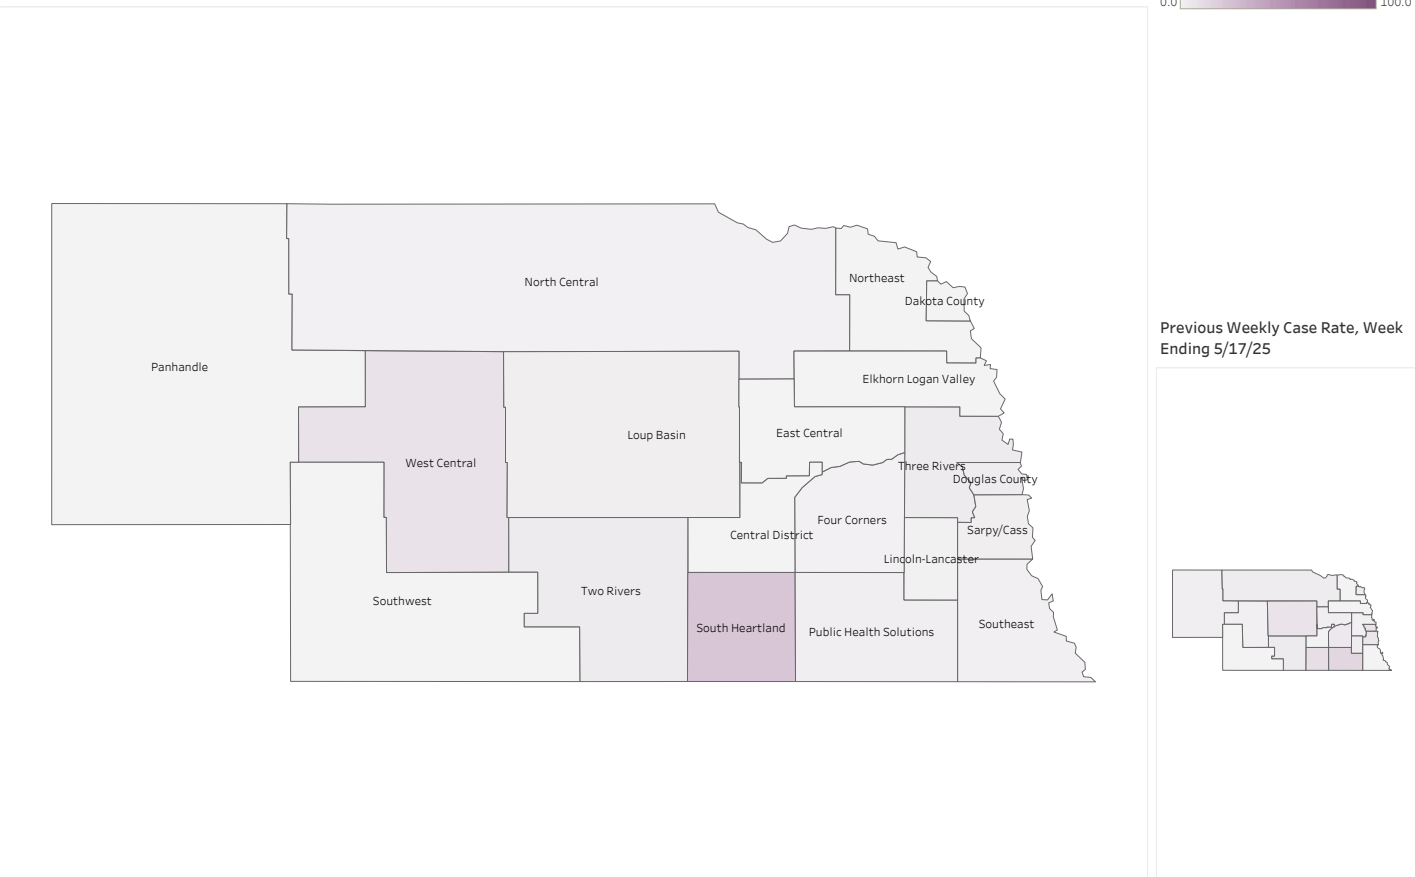 0.0 100.0
North Central
Northeast
Dakota County
Previous Weekly Case Rate, Week
Ending 5/17/25
Panhandle
Elkhorn Logan Valley
Loup Basin
East Central
West Central
Three Rivers
Douglas County
Four Corners
Sarpy/Cass
Central District
Lincoln-Lancaster
Two Rivers
Southwest
South Heartland
Public Health Solutions
Southeast